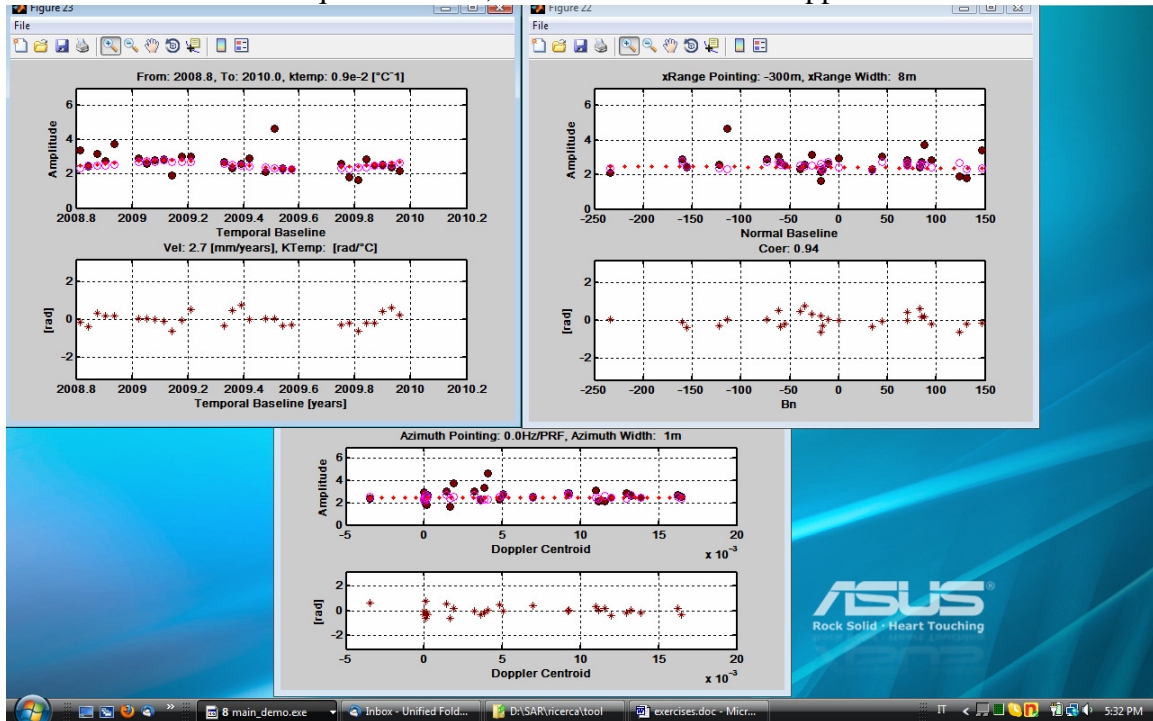 Figure 23
File
From: 2008.8, To: 2010.0, ktemp: 0.9e-2 [°C¯1]
Amplitude
6
4
2
0
2008.8 2009 2009.2 2009.4 2009.6 2009.8 2010 2010.2
Temporal Baseline
Vel: 2.7 [mm/years], KTemp: [rad/°C]
[rad]
2
0
-2
2008.8 2009 2009.2 2009.4 2009.6 2009.8 2010 2010.2
Temporal Baseline [years]
Figure 22
File
xRange Pointing: -300m, xRange Width: 8m
Amplitude
6
4
2
0
-250 -200 -150 -100 -50 0 50 100 150
Normal Baseline
Coer: 0.94
[rad]
2
0
-2
-250 -200 -150 -100 -50 0 50 100 150
Bn
Azimuth Pointing: 0.0Hz/PRF, Azimuth Width: 1m
Amplitude
6
4
2
0
-5 0 5 10 15 20
Doppler Centroid
x 10⁻³
[rad]
2
0
-2
-5 0 5 10 15 20
Doppler Centroid
x 10⁻³
ASUS®
Rock Solid · Heart Touching
8 main_demo.exe
Inbox - Unified Fold...
D:\SAR\ricerca\tool
exercises.doc - Micr...
IT
5:32 PM